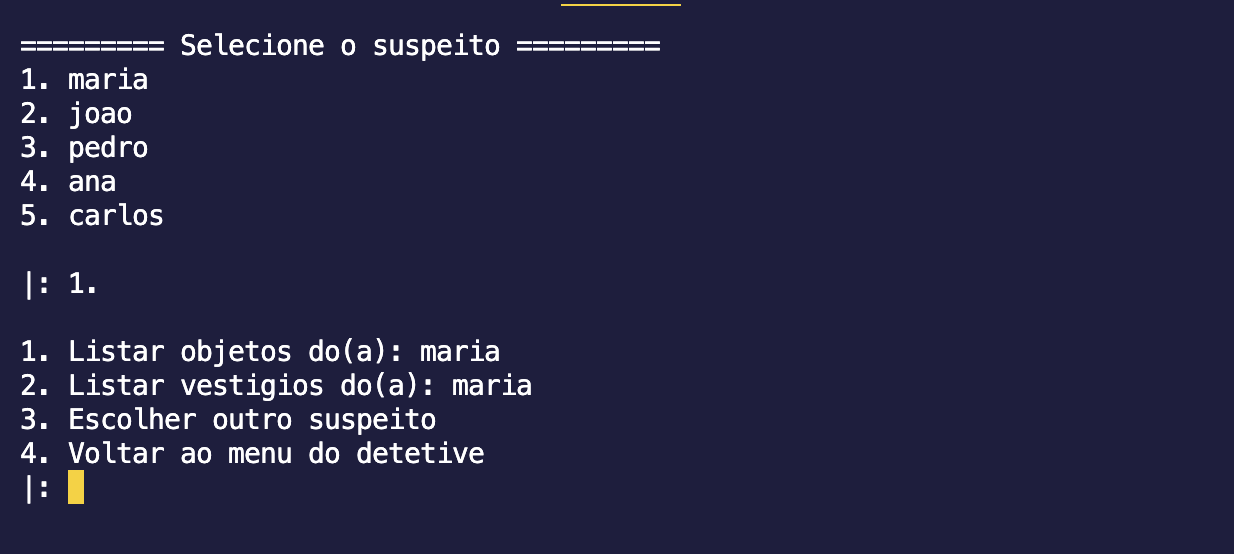 ========= Selecione o suspeito =========
1. maria
2. joao
3. pedro
4. ana
5. carlos
|: 1.
1. Listar objetos do(a): maria
2. Listar vestigios do(a): maria
3. Escolher outro suspeito
4. Voltar ao menu do detetive
|: